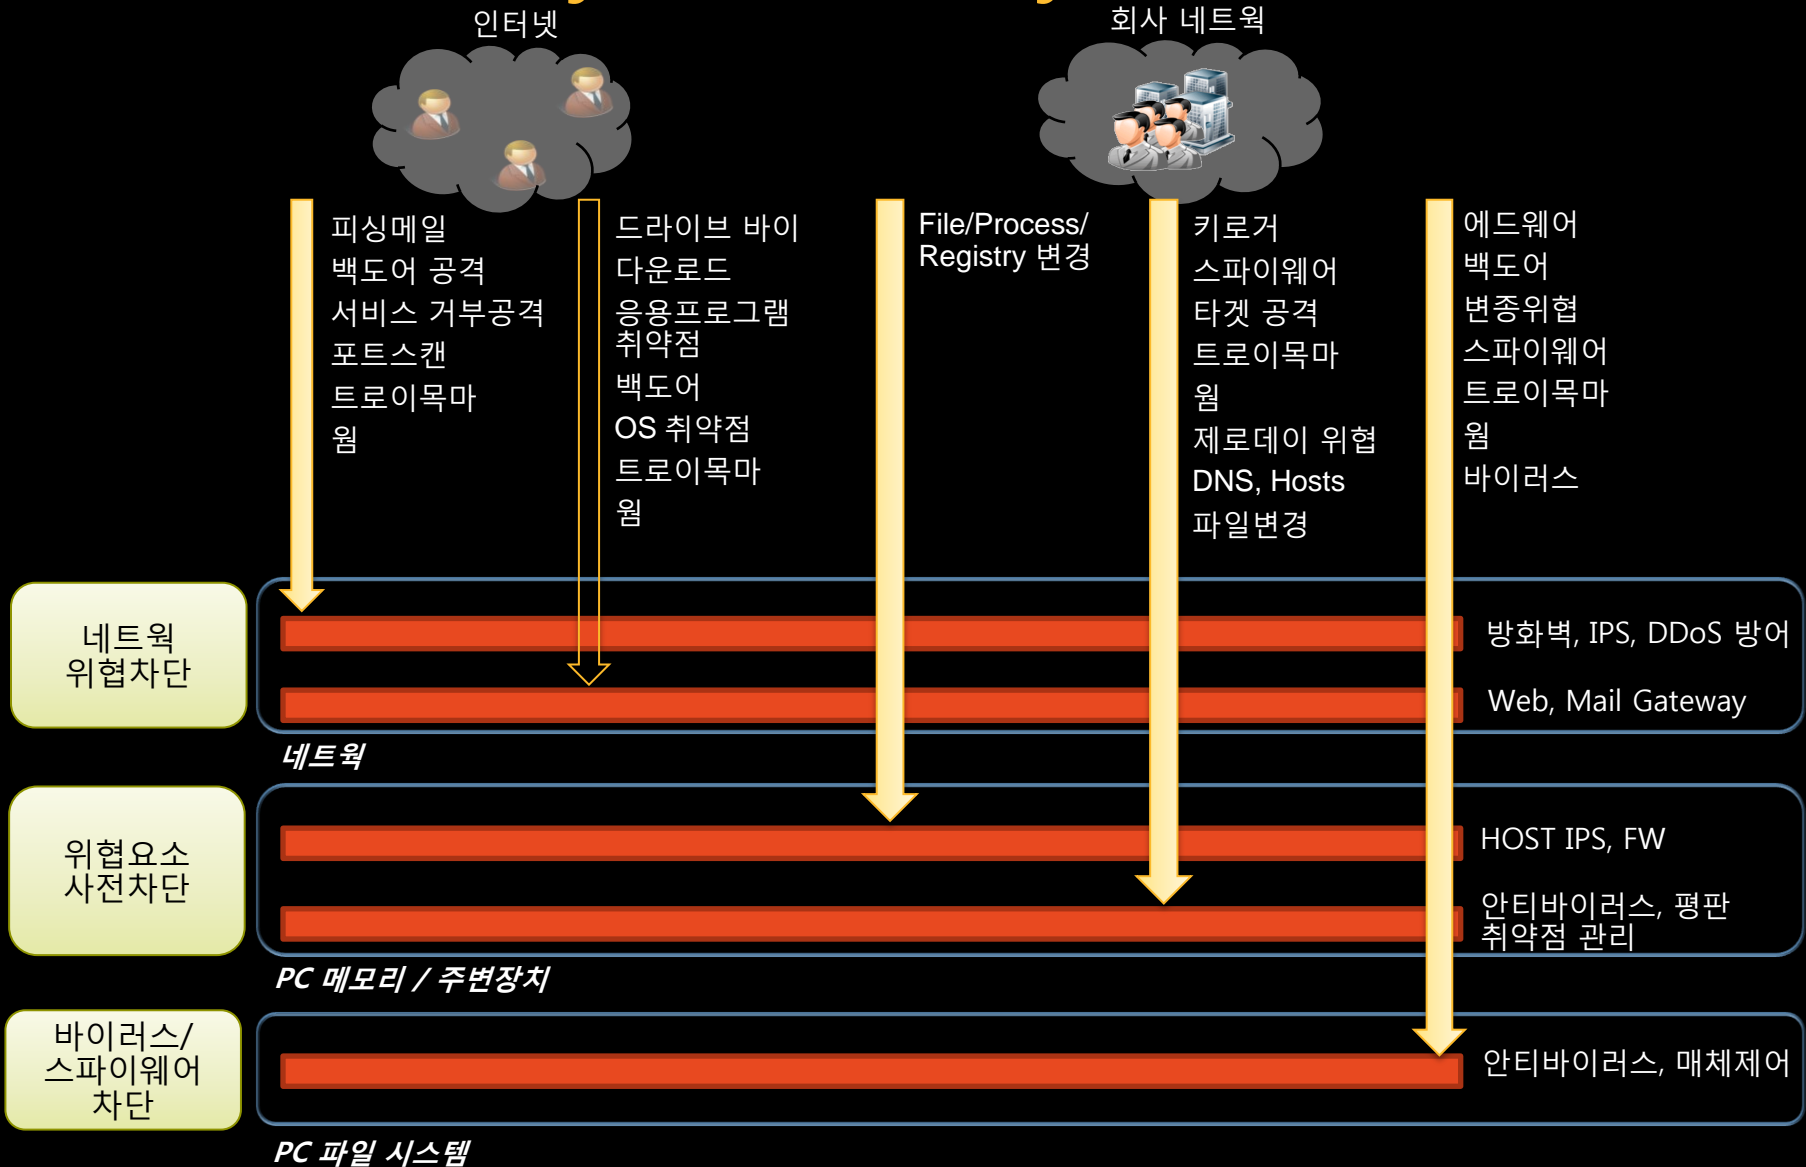 인터넷
회사 네트웍
피싱메일
백도어 공격
서비스 거부공격
포트스캔
트로이목마
웜
드라이브 바이
다운로드
응용프로그램
취약점
백도어
OS 취약점
트로이목마
웜
File/Process/
Registry 변경
키로거
스파이웨어
타겟 공격
트로이목마
웜
제로데이 위협
DNS, Hosts
파일변경
에드웨어
백도어
변종위협
스파이웨어
트로이목마
웜
바이러스
네트웍
위협차단
방화벽, IPS, DDoS 방어
Web, Mail Gateway
네트웍
위협요소
사전차단
HOST IPS, FW
안티바이러스, 평판
취약점 관리
PC 메모리 / 주변장치
바이러스/
스파이웨어
차단
안티바이러스, 매체제어
PC 파일 시스템